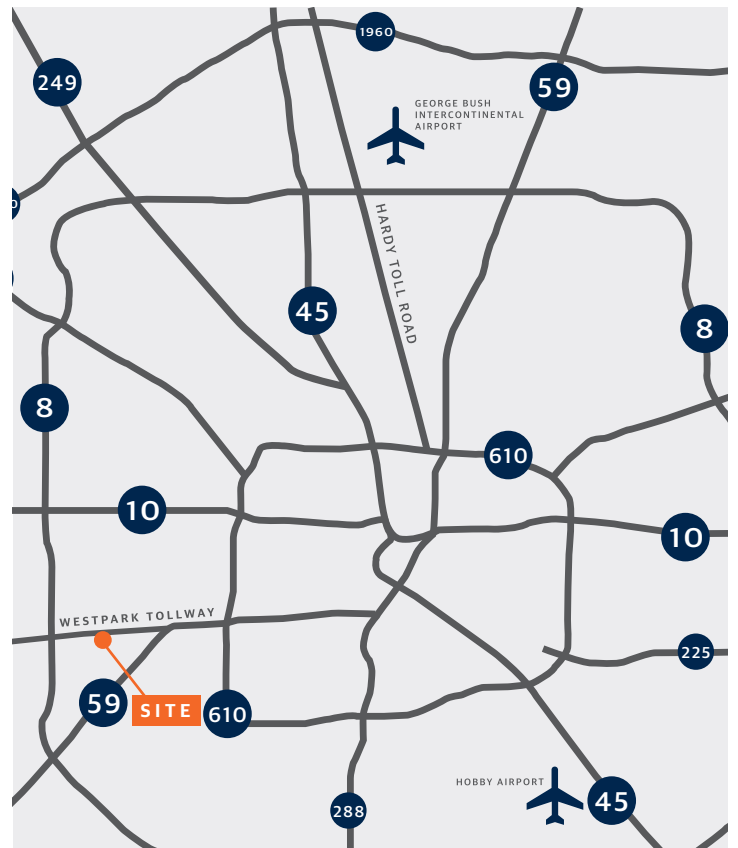 1960
249
59
GEORGE BUSH
INTERCONTINENTAL
AIRPORT
HARDY TOLL ROAD
45
8
8
610
10
10
WESTPARK TOLLWAY
225
59
SITE
610
HOBBY AIRPORT
45
288